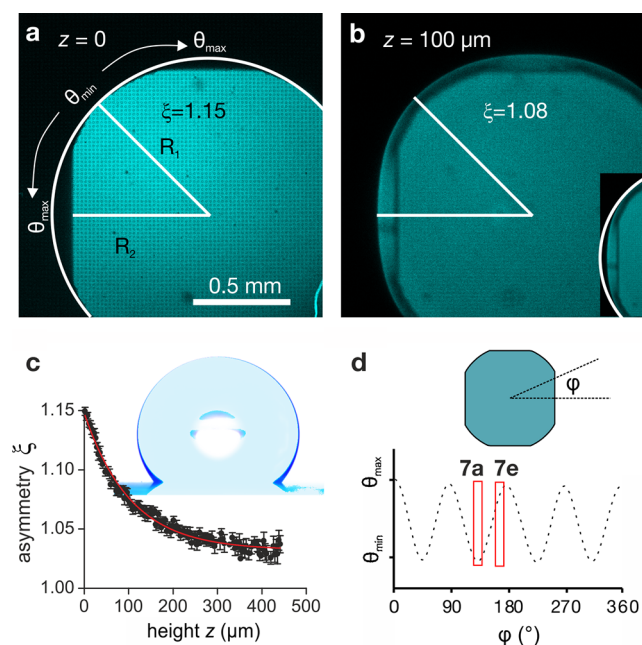 a z = 0
θmax
θmin
ξ=1.15
R1
θmax
R2
0.5 mm
b z = 100 µm
ξ=1.08
c
1.15
1.10
1.05
1.00
asymmetry ξ
0 100 200 300 400 500
height z (µm)
d
φ
7a 7e
θmax
θmin
0 90 180 270 360
φ (°)